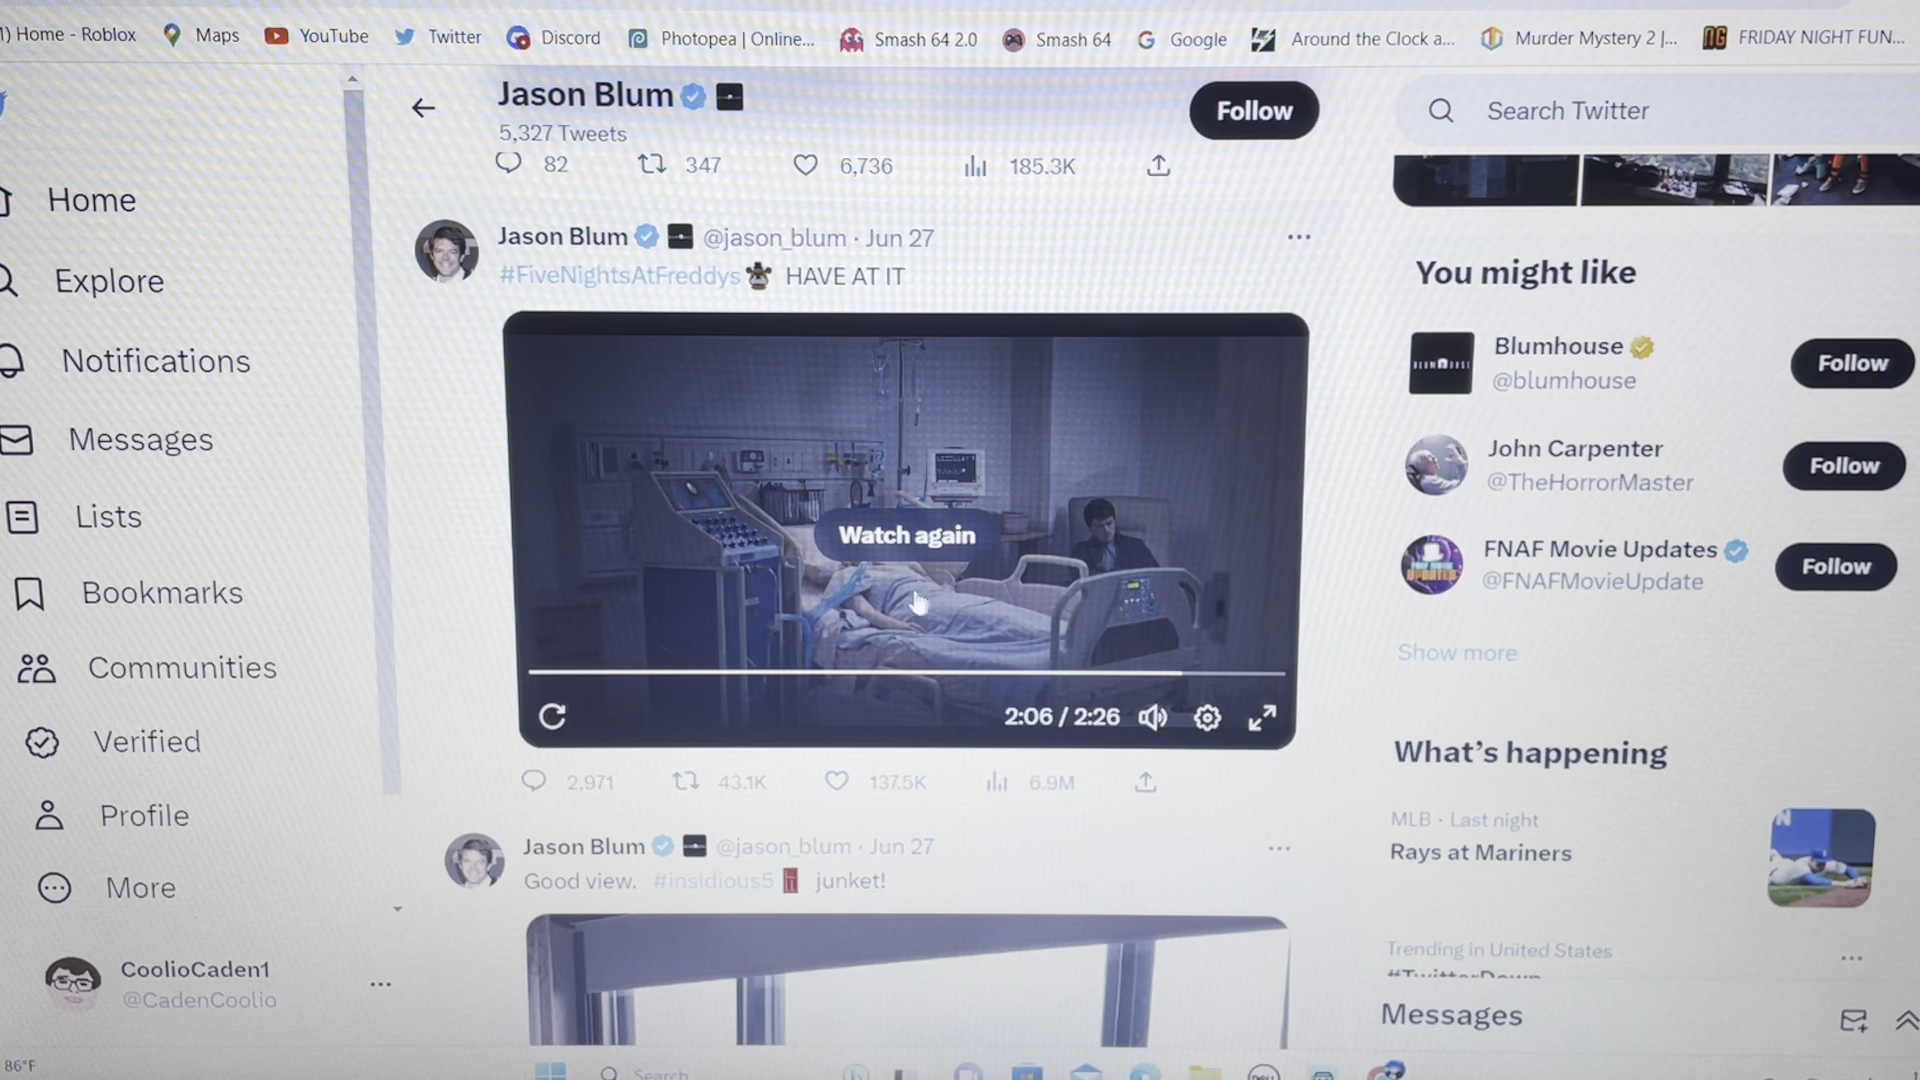 1) Home - Roblox
Maps
YouTube
Twitter
Discord
Photopea | Online...
Smash 64 2.0
Smash 64
Google
Around the Clock a...
Murder Mystery 2 |...
FRIDAY NIGHT FUN...
Jason Blum
5,327 Tweets
Follow
Search Twitter
82
347
6,736
185.3K
Home
Explore
Notifications
Messages
Lists
Bookmarks
Communities
Verified
Profile
More
CoolioCaden1
@CadenCoolio
Jason Blum @jason_blum · Jun 27
#FiveNightsAtFreddys HAVE AT IT
Watch again
2:06 / 2:26
2,971
43.1K
137.5K
6.9M
Jason Blum @jason_blum · Jun 27
Good view. #insidious5 junket!
You might like
BLUMHOUSE
Blumhouse
@blumhouse
Follow
John Carpenter
@TheHorrorMaster
Follow
FNAF Movie Updates
@FNAFMovieUpdate
Follow
Show more
What's happening
MLB · Last night
Rays at Mariners
Trending in United States
#TwitterDown
Messages
86°F
Search
DELL